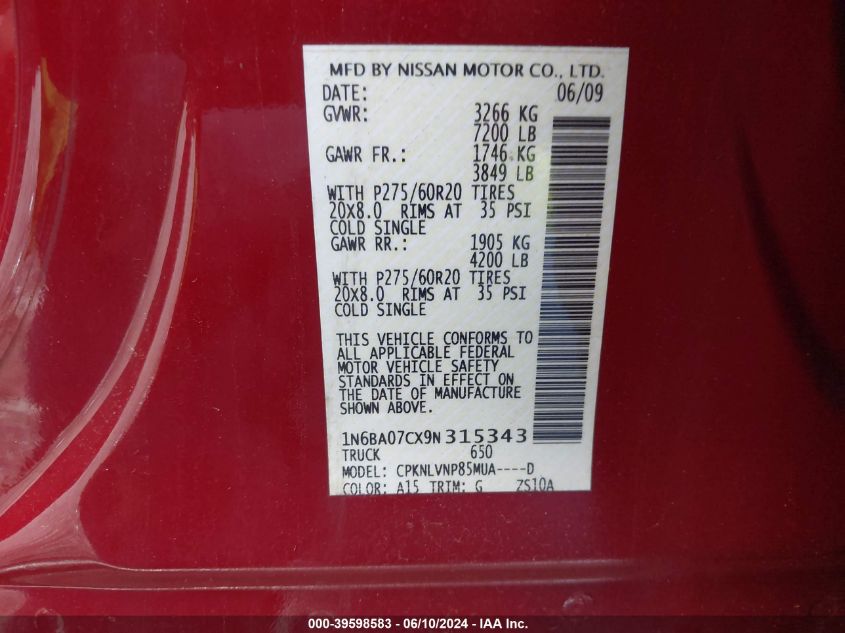 MFD BY NISSAN MOTOR CO., LTD.
DATE: 06/09
GVWR: 3266 KG
7200 LB
GAWR FR.: 1746 KG
3849 LB
WITH P275/60R20 TIRES
20X8.0 RIMS AT 35 PSI
COLD SINGLE
GAWR RR.: 1905 KG
4200 LB
WITH P275/60R20 TIRES
20X8.0 RIMS AT 35 PSI
COLD SINGLE
THIS VEHICLE CONFORMS TO
ALL APPLICABLE FEDERAL
MOTOR VEHICLE SAFETY
STANDARDS IN EFFECT ON
THE DATE OF MANUFACTURE
SHOWN ABOVE.
1N6BA07CX9N315343
TRUCK 650
MODEL: CPKNLVNP85MUA----D
COLOR: A15 TRIM: G ZS10A
000-39598583 - 06/10/2024 - IAA Inc.